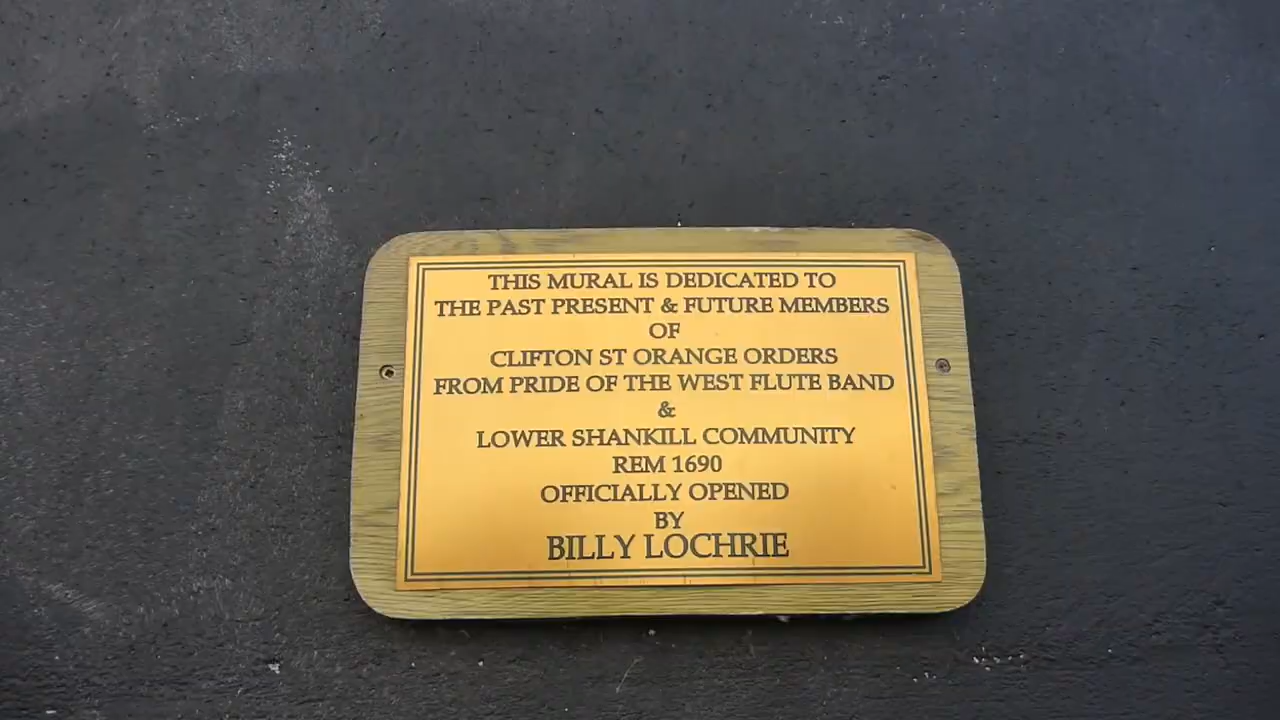 THIS MURAL IS DEDICATED TO
THE PAST PRESENT & FUTURE MEMBERS
OF
CLIFTON ST ORANGE ORDERS
FROM PRIDE OF THE WEST FLUTE BAND
&
LOWER SHANKILL COMMUNITY
REM 1690
OFFICIALLY OPENED
BY
BILLY LOCHRIE